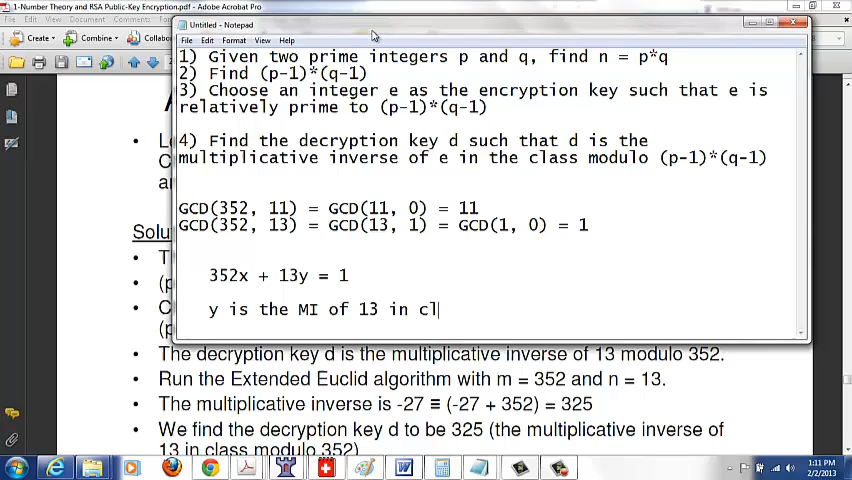 1-Number Theory and RSA Public-Key Encryption.pdf - Adobe Acrobat Pro
Untitled - Notepad
File Edit Format View Help
Create
Combin
1) Given two prime integers p and q, find n = p*q
2) Find (p-1)*(q-1)
3) Choose an integer e as the encryption key such that e is
relatively prime to (p-1)*(q-1)
4) Find the decryption key d such that d is the
multiplicative inverse of e in the class modulo (p-1)*(q-1)
GCD(352, 11) = GCD(11, 0) = 11
GCD(352, 13) = GCD(13, 1) = GCD(1, 0) = 1
352x + 13y = 1
y is the MI of 13 in cl
Solu
• The decryption key d is the multiplicative inverse of 13 modulo 352.
• Run the Extended Euclid algorithm with m = 352 and n = 13.
• The multiplicative inverse is -27 ≡ (-27 + 352) = 325
• We find the decryption key d to be 325 (the multiplicative inverse of
13 in class modulo 352)
1:11 PM
2/2/2013